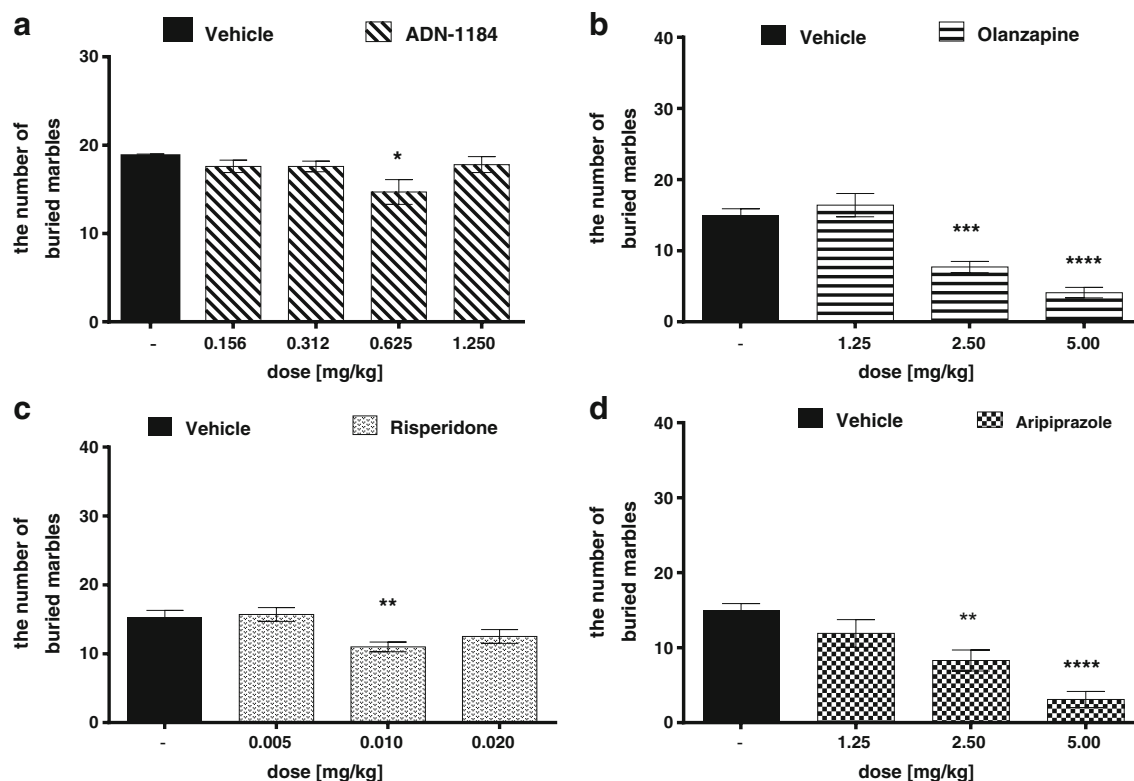 a
Vehicle
ADN-1184
30
20
10
0
the number of
buried marbles
*
-
0.156
0.312
0.625
1.250
dose [mg/kg]
b
Vehicle
Olanzapine
40
30
20
10
0
the number of
buried marbles
***
****
-
1.25
2.50
5.00
dose [mg/kg]
c
Vehicle
Risperidone
40
30
20
10
0
the number of
buried marbles
**
-
0.005
0.010
0.020
dose [mg/kg]
d
Vehicle
Aripiprazole
40
30
20
10
0
the number of
buried marbles
**
****
-
1.25
2.50
5.00
dose [mg/kg]